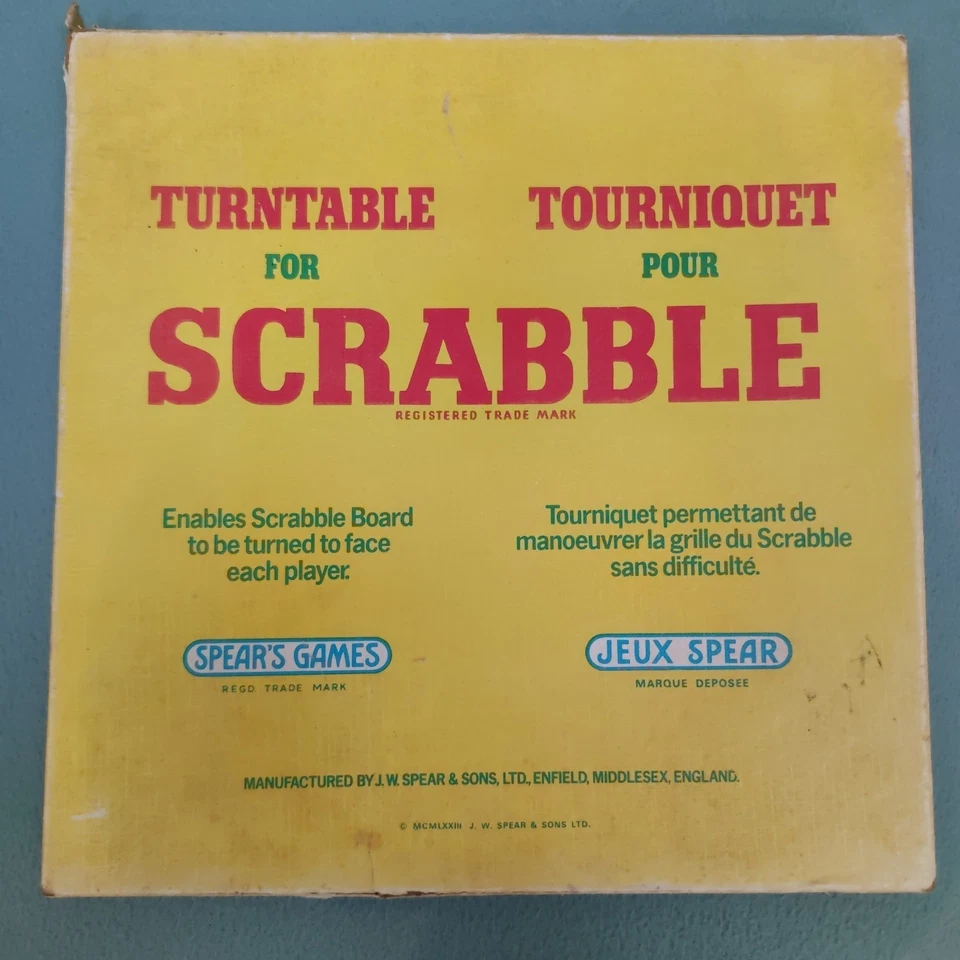 TURNTABLE
FOR
TOURNIQUET
POUR
SCRABBLE
REGISTERED TRADE MARK
Enables Scrabble Board
to be turned to face
each player.
Tourniquet permettant de
manoeuvrer la grille du Scrabble
sans difficulté.
SPEAR'S GAMES
REGD. TRADE MARK
JEUX SPEAR
MARQUE DEPOSEE
MANUFACTURED BY J. W. SPEAR & SONS, LTD., ENFIELD, MIDDLESEX, ENGLAND.
© MCMLXXIII J. W. SPEAR & SONS LTD.